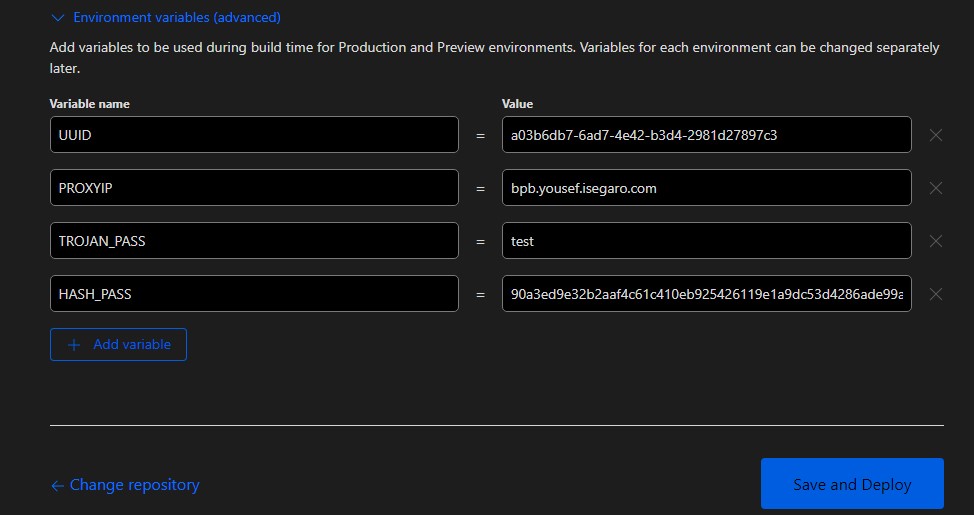 Environment variables (advanced)
Add variables to be used during build time for Production and Preview environments. Variables for each environment can be changed separately
later.
Variable name Value
UUID = a03b6db7-6ad7-4e42-b3d4-2981d27897c3
PROXYIP = bpb.yousef.isegaro.com
TROJAN_PASS = test
HASH_PASS = 90a3ed9e32b2aaf4c61c410eb925426119e1a9dc53d4286ade99a
+ Add variable
← Change repository
Save and Deploy